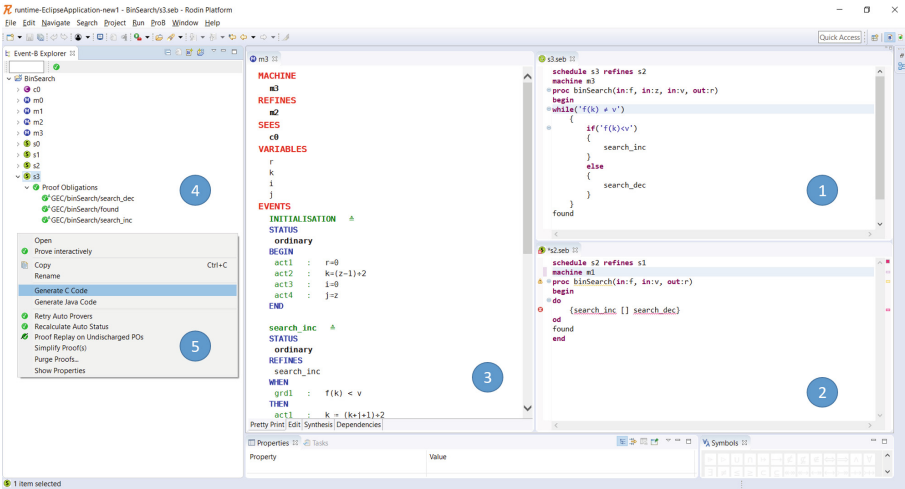 runtime-EclipseApplication-new1 - BinSearch/s3.seb - Rodin Platform
File Edit Navigate Search Project Run ProB Window Help
Quick Access
Event-B Explorer
BinSearch
c0
m0
m1
m2
m3
s0
s1
s2
s3
Proof Obligations
GEC/binSearch/search_dec
GEC/binSearch/found
GEC/binSearch/search_inc
4
Open
Prove interactively
Copy Ctrl+C
Rename
Generate C Code
Generate Java Code
Retry Auto Provers
Recalculate Auto Status
Proof Replay on Undischarged POs
Simplify Proof(s)
Purge Proofs...
Show Properties
5
m3
MACHINE
m3
REFINES
m2
SEES
c0
VARIABLES
r
k
i
j
EVENTS
INITIALISATION ≙
STATUS
ordinary
BEGIN
act1 : r≔0
act2 : k≔(z−1)÷2
act3 : i≔0
act4 : j≔z
END
search_inc ≙
STATUS
ordinary
REFINES
search_inc
WHEN
grd1 : f(k) < v
THEN
act1 : k ≔ (k+j+1)÷2
3
Pretty Print Edit Synthesis Dependencies
s3.seb
schedule s3 refines s2
machine m3
proc binSearch(in:f, in:z, in:v, out:r)
begin
while('f(k) ≠ v')
{
if('f(k)<v')
{
search_inc
}
else
{
search_dec
}
}
found
1
*s2.seb
schedule s2 refines s1
machine m1
proc binSearch(in:f, in:v, out:r)
begin
do
{search_inc [] search_dec}
od
found
end
2
Properties Tasks
Property Value
Symbols
1 item selected